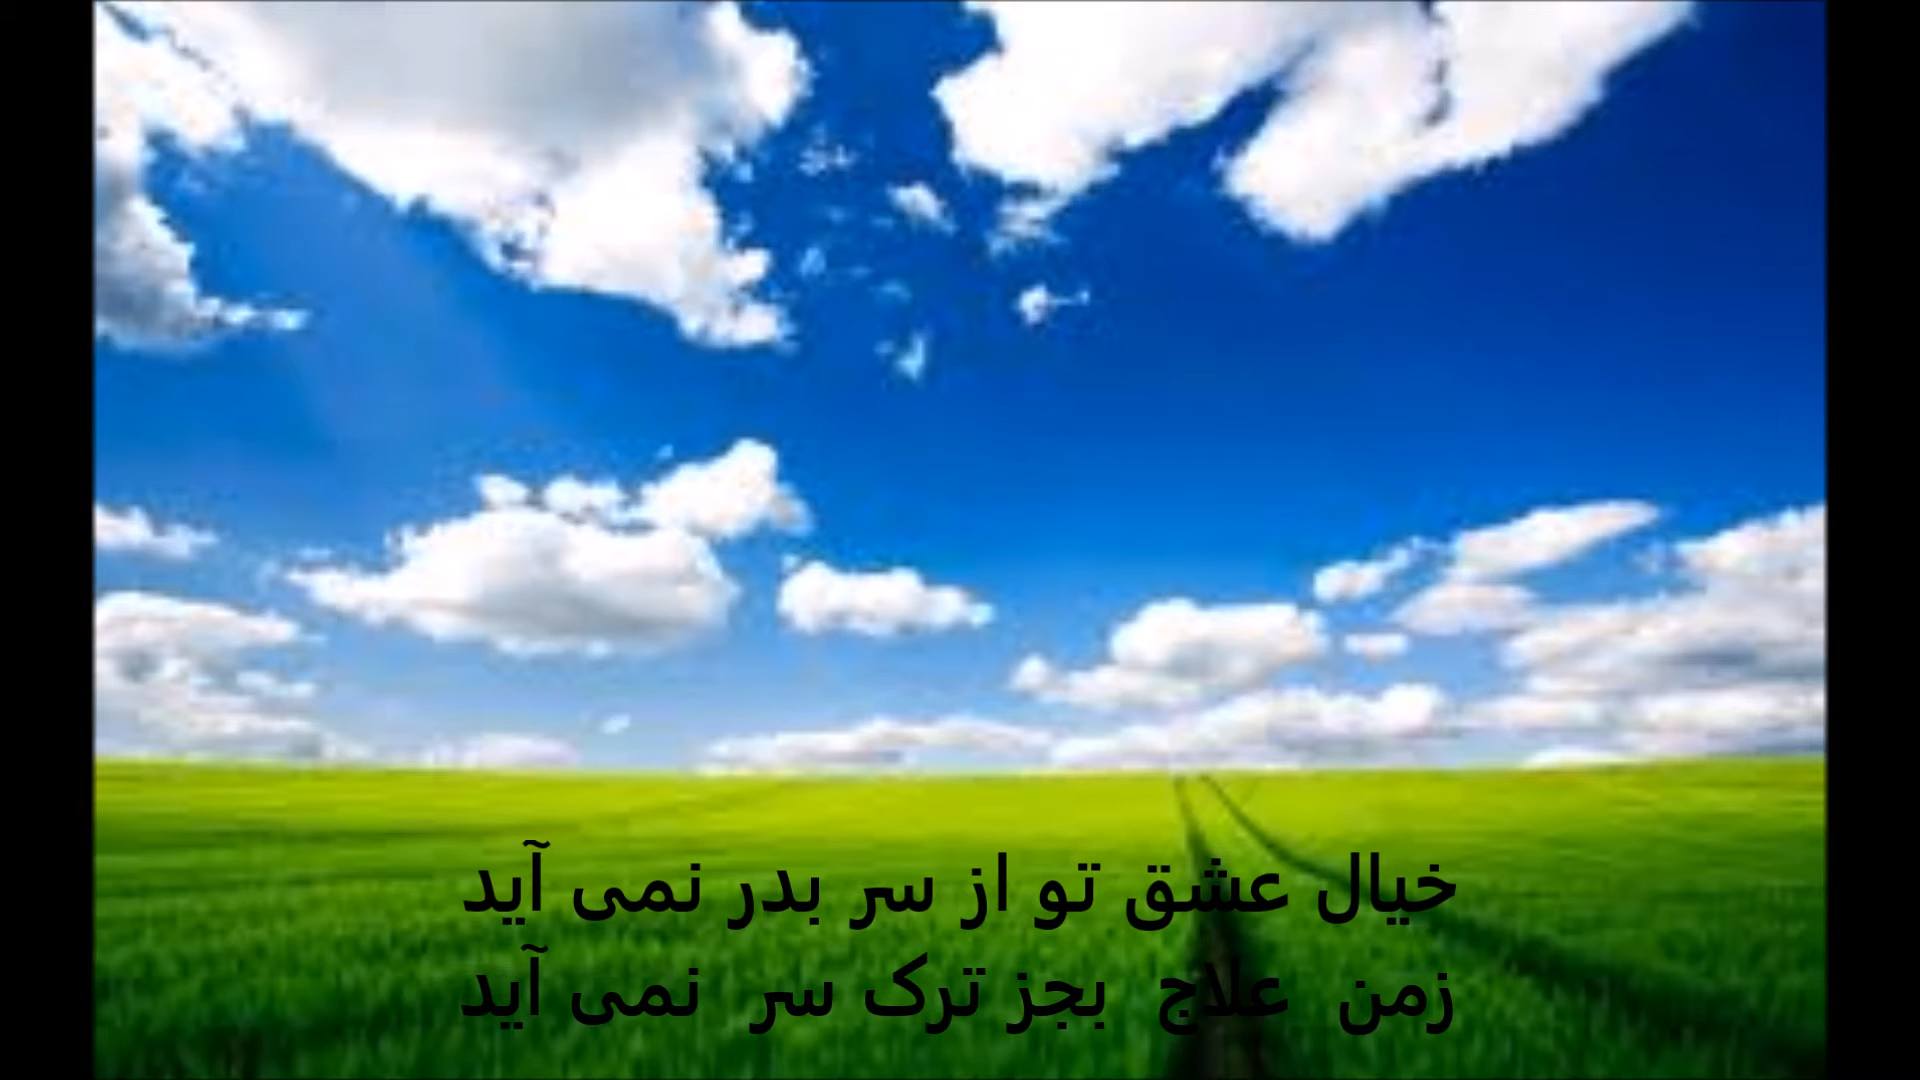 خیال عشق تو از سر بدر نمی آید
زمن علاج بجز ترک سر نمی آید